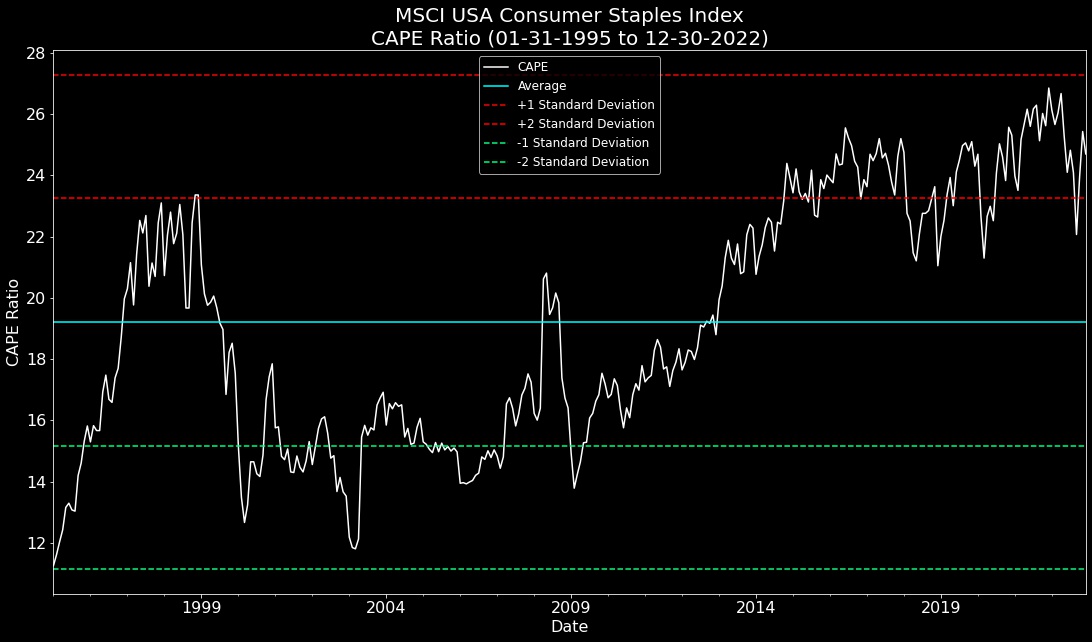 MSCI USA Consumer Staples Index
CAPE Ratio (01-31-1995 to 12-30-2022)
CAPE
Average
+1 Standard Deviation
+2 Standard Deviation
-1 Standard Deviation
-2 Standard Deviation
28
26
24
22
20
18
16
14
12
CAPE Ratio
1999
2004
2009
2014
2019
Date